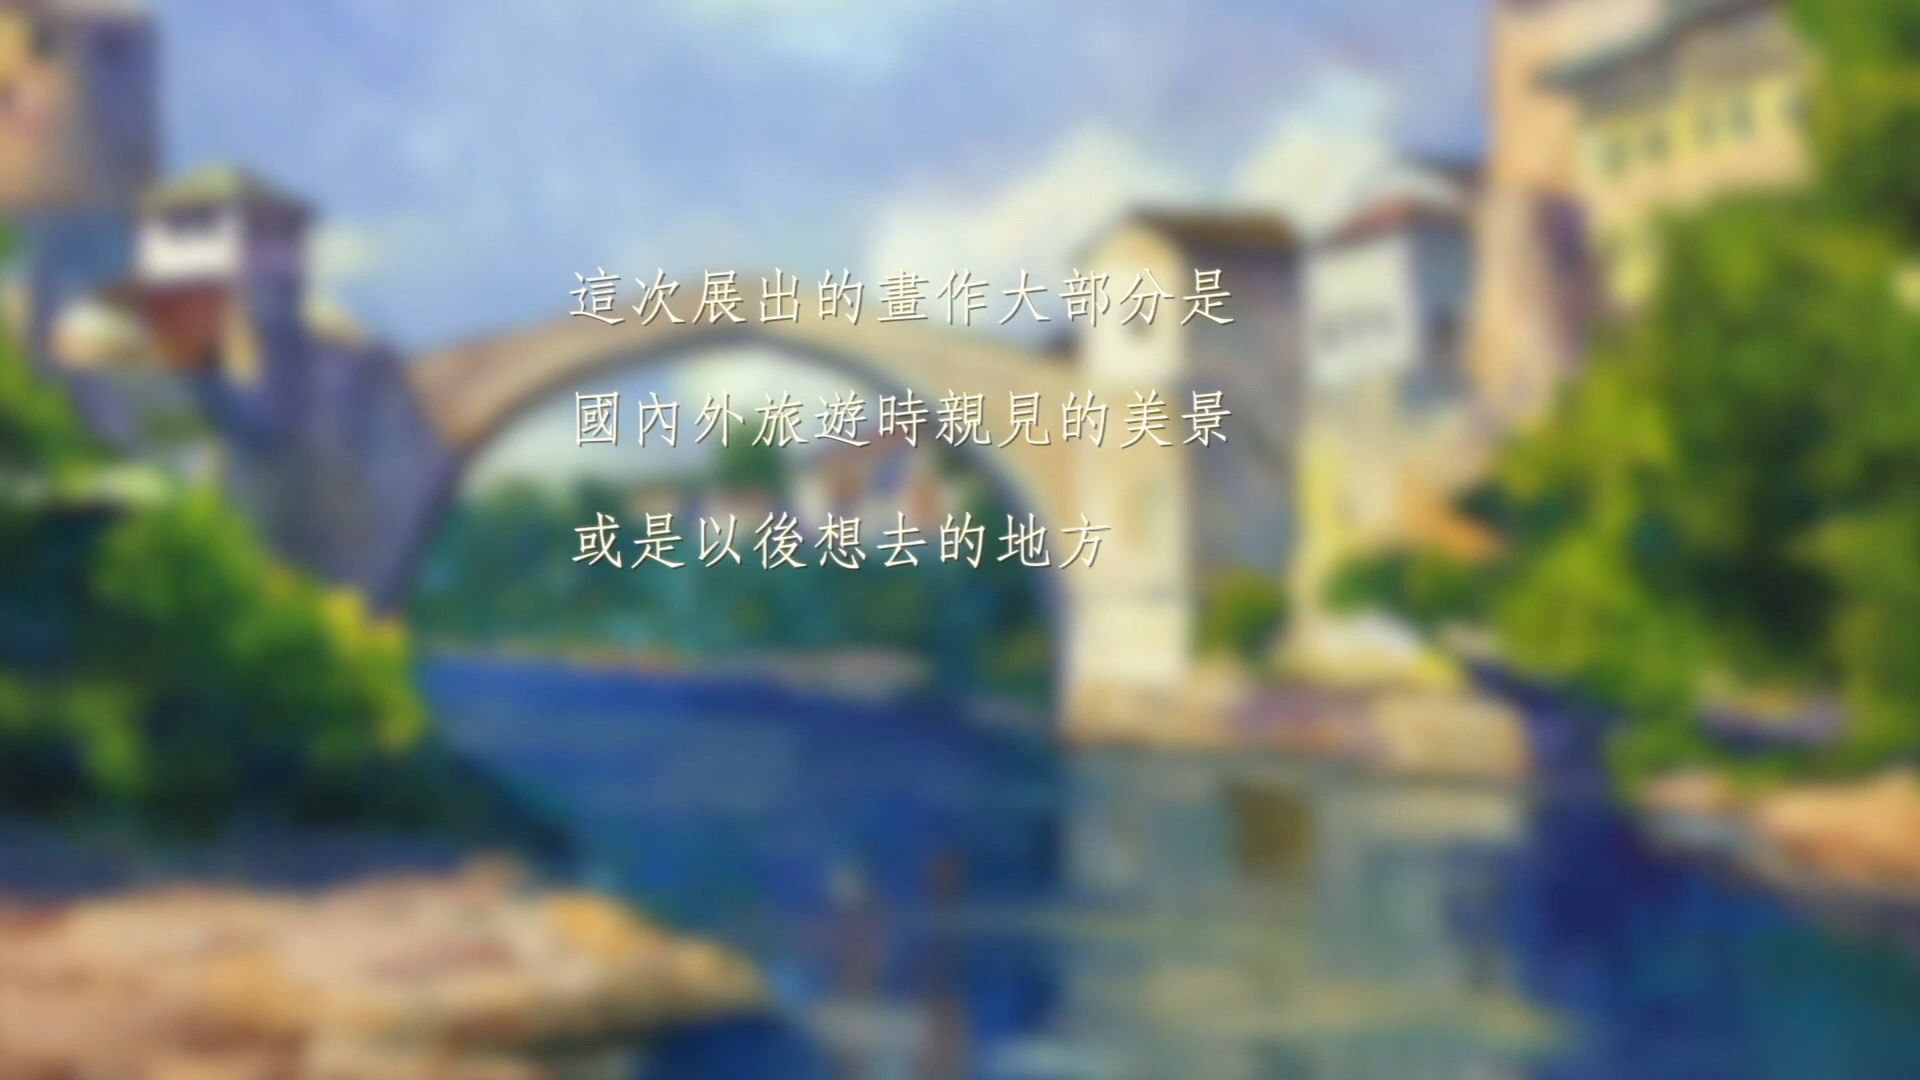 這次展出的畫作大部分是
國內外旅遊時親見的美景
或是以後想去的地方